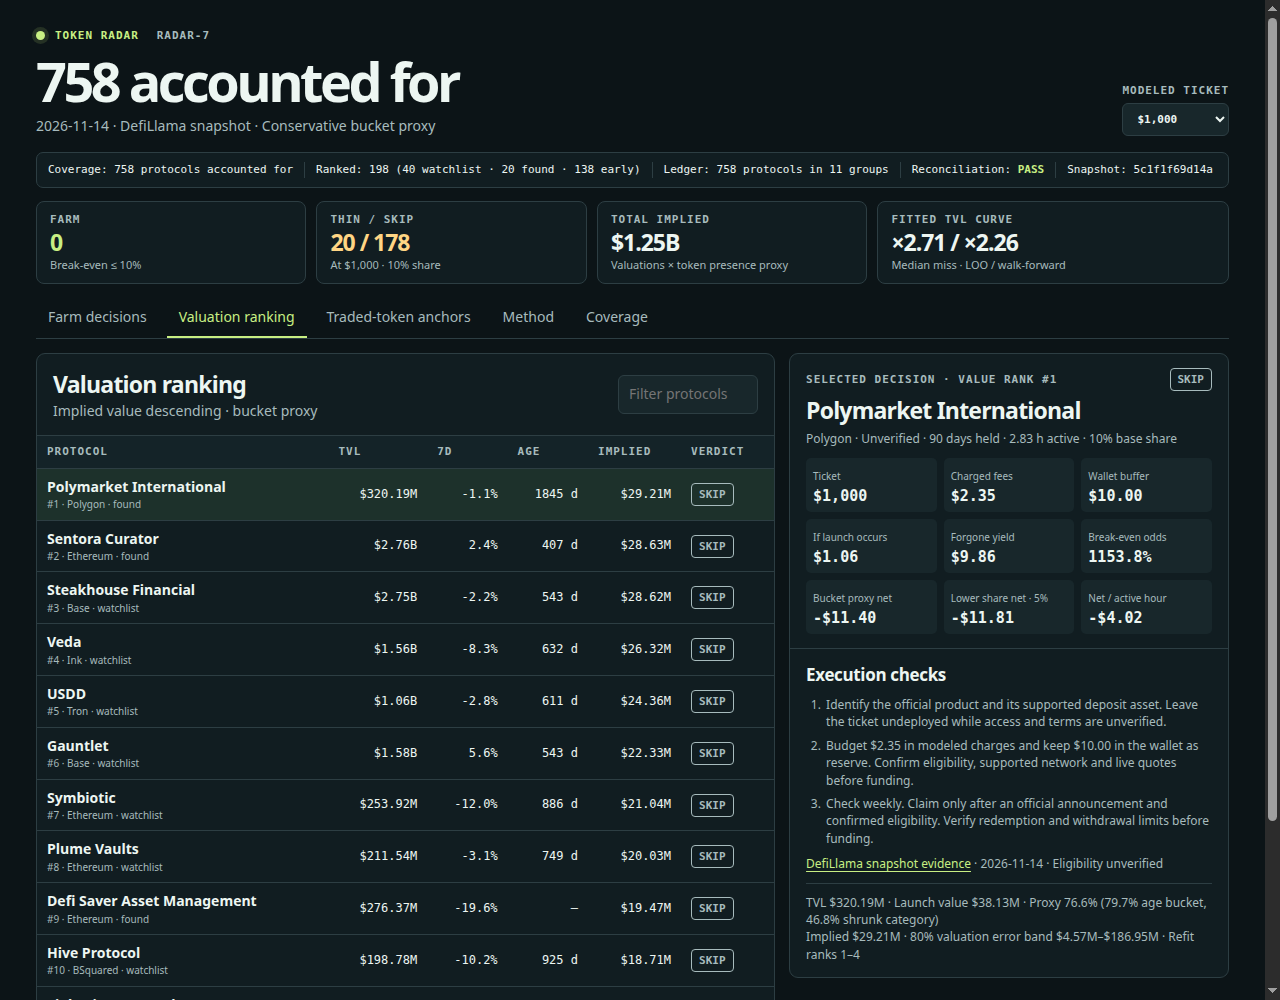 TOKEN RADAR RADAR-7
758 accounted for
2026-11-14 · DefiLlama snapshot · Conservative bucket proxy
MODELED TICKET
$1,000
Coverage: 758 protocols accounted for
Ranked: 198 (40 watchlist · 20 found · 138 early)
Ledger: 758 protocols in 11 groups
Reconciliation: PASS
Snapshot: 5c1f1f69d14a
FARM
0
Break-even ≤ 10%
THIN / SKIP
20 / 178
At $1,000 · 10% share
TOTAL IMPLIED
$1.25B
Valuations × token presence proxy
FITTED TVL CURVE
×2.71 / ×2.26
Median miss · LOO / walk-forward
Farm decisions Valuation ranking Traded-token anchors Method Coverage
Valuation ranking
Implied value descending · bucket proxy
Filter protocols
PROTOCOL TVL 7D AGE IMPLIED VERDICT
Polymarket International
#1 · Polygon · found
$320.19M -1.1% 1845 d $29.21M SKIP
Sentora Curator
#2 · Ethereum · found
$2.76B 2.4% 407 d $28.63M SKIP
Steakhouse Financial
#3 · Base · watchlist
$2.75B -2.2% 543 d $28.62M SKIP
Veda
#4 · Ink · watchlist
$1.56B -8.3% 632 d $26.32M SKIP
USDD
#5 · Tron · watchlist
$1.06B -2.8% 611 d $24.36M SKIP
Gauntlet
#6 · Base · watchlist
$1.58B 5.6% 543 d $22.33M SKIP
Symbiotic
#7 · Ethereum · watchlist
$253.92M -12.0% 886 d $21.04M SKIP
Plume Vaults
#8 · Ethereum · watchlist
$211.54M -3.1% 749 d $20.03M SKIP
Defi Saver Asset Management
#9 · Ethereum · found
$276.37M -19.6% — $19.47M SKIP
Hive Protocol
#10 · BSquared · watchlist
$198.78M -10.2% 925 d $18.71M SKIP
SELECTED DECISION · VALUE RANK #1
SKIP
Polymarket International
Polygon · Unverified · 90 days held · 2.83 h active · 10% base share
Ticket
$1,000
Charged fees
$2.35
Wallet buffer
$10.00
If launch occurs
$1.06
Forgone yield
$9.86
Break-even odds
1153.8%
Bucket proxy net
-$11.40
Lower share net · 5%
-$11.81
Net / active hour
-$4.02
Execution checks
1. Identify the official product and its supported deposit asset. Leave
the ticket undeployed while access and terms are unverified.
2. Budget $2.35 in modeled charges and keep $10.00 in the wallet as
reserve. Confirm eligibility, supported network and live quotes
before funding.
3. Check weekly. Claim only after an official announcement and
confirmed eligibility. Verify redemption and withdrawal limits before
funding.
DefiLlama snapshot evidence · 2026-11-14 · Eligibility unverified
TVL $320.19M · Launch value $38.13M · Proxy 76.6% (79.7% age bucket,
46.8% shrunk category)
Implied $29.21M · 80% valuation error band $4.57M–$186.95M · Refit
ranks 1–4